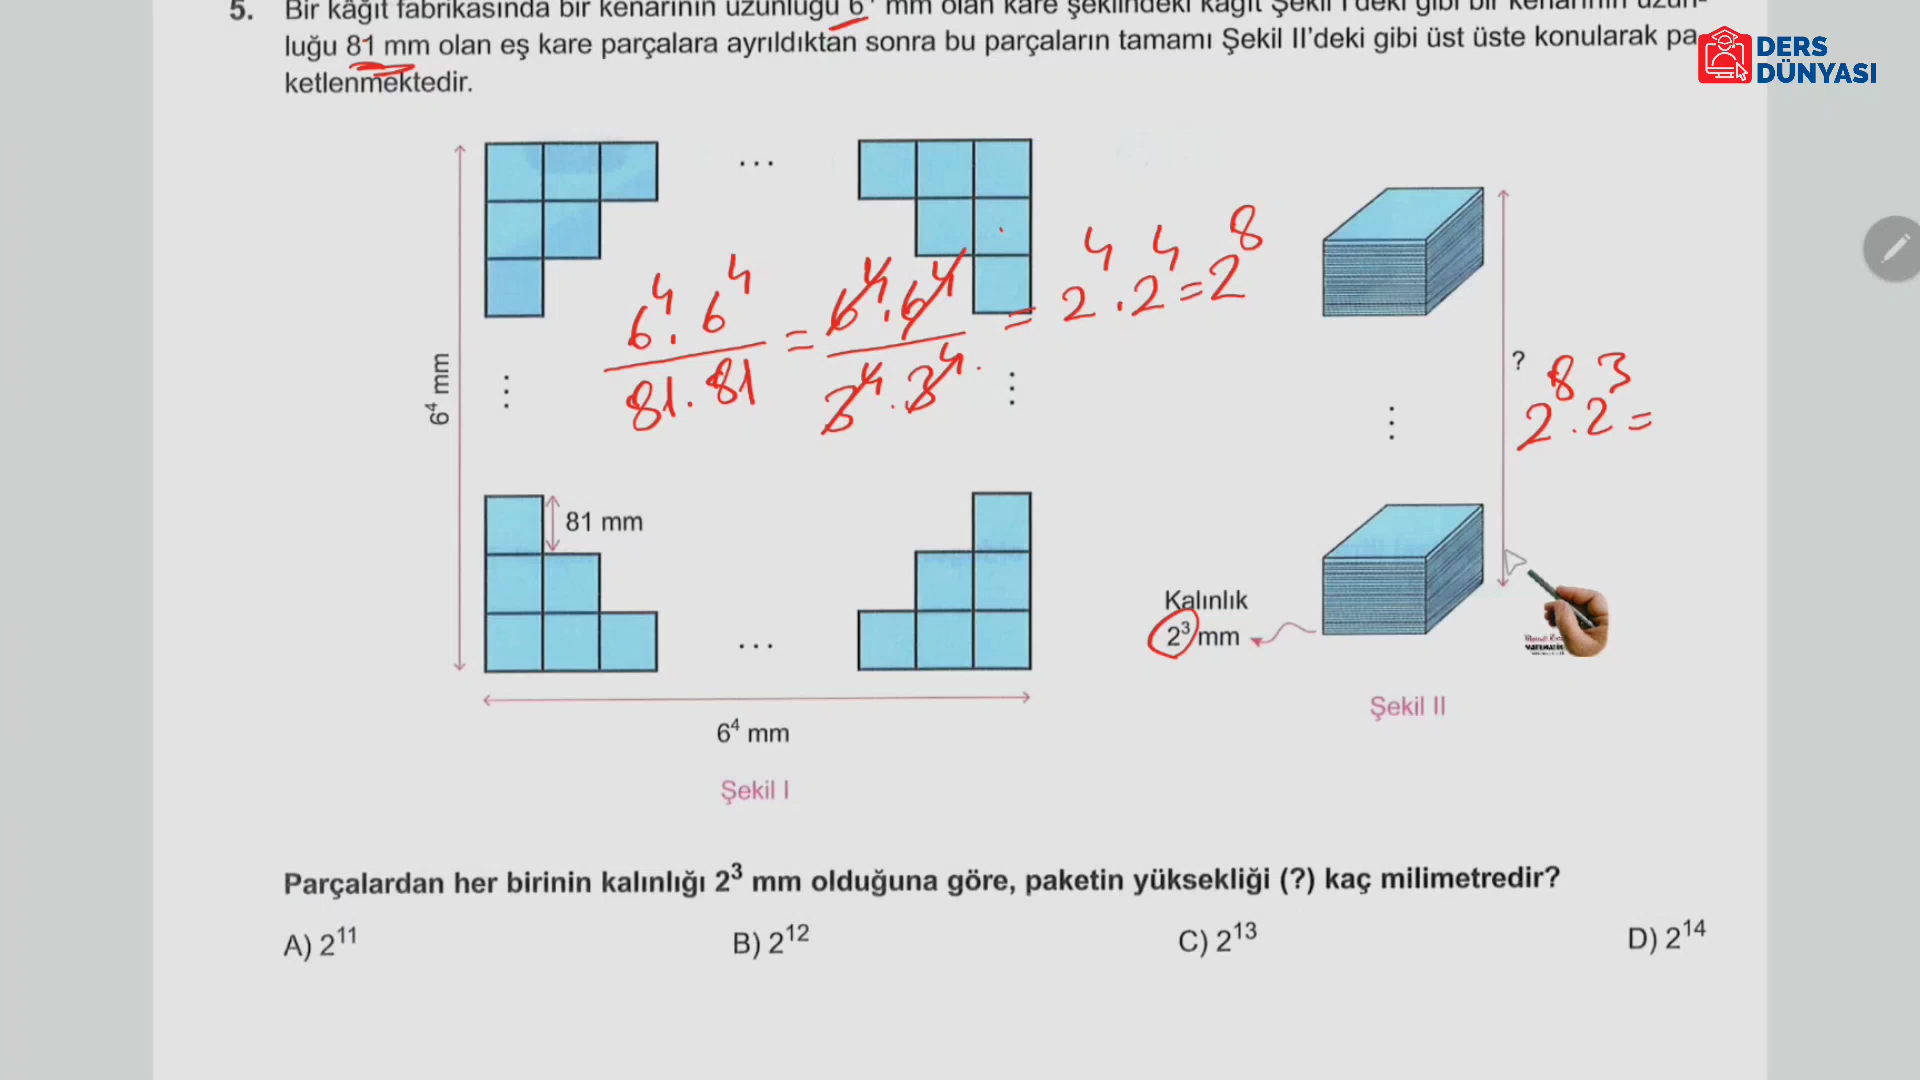 5. Bir kâğıt fabrikasında bir kenarının uzunluğu 6⁴ mm olan kare şeklindeki kâğıt Şekil I'deki gibi bir kenarının uzun-
luğu 81 mm olan eş kare parçalara ayrıldıktan sonra bu parçaların tamamı Şekil II'deki gibi üst üste konularak pa-
ketlenmektedir.
DERS
DÜNYASI
...
6⁴ . 6⁴ / 81 . 81 = 6⁴ . 6⁴ / 3⁴ . 3⁴ = 2⁴ . 2⁴ = 2⁸
6⁴ mm
?
2⁸ . 2³ =
81 mm
Kalınlık
2³ mm
...
MATEMATİK
6⁴ mm
Şekil I
Şekil II
Parçalardan her birinin kalınlığı 2³ mm olduğuna göre, paketin yüksekliği (?) kaç milimetredir?
A) 2¹¹ B) 2¹² C) 2¹³ D) 2¹⁴